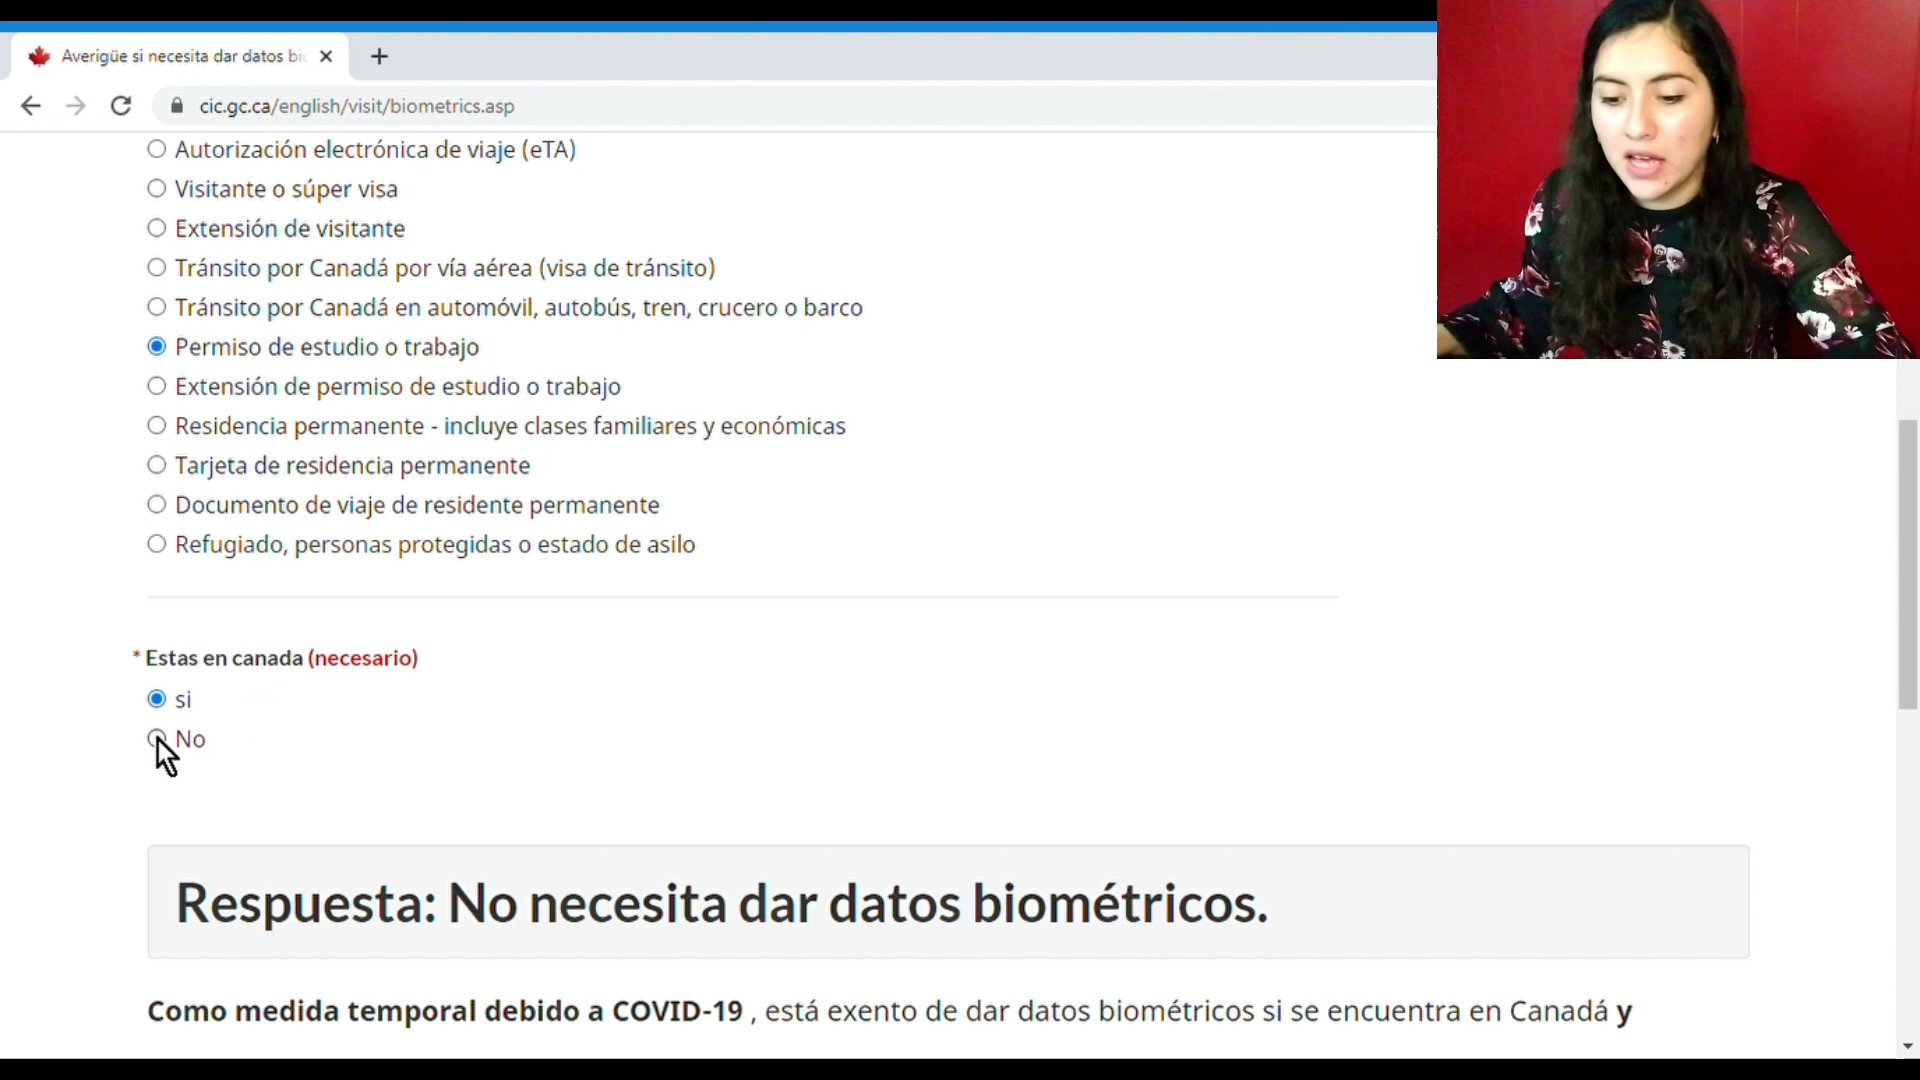 Averigüe si necesita dar datos bi
cic.gc.ca/english/visit/biometrics.asp
Autorización electrónica de viaje (eTA)
Visitante o súper visa
Extensión de visitante
Tránsito por Canadá por vía aérea (visa de tránsito)
Tránsito por Canadá en automóvil, autobús, tren, crucero o barco
Permiso de estudio o trabajo
Extensión de permiso de estudio o trabajo
Residencia permanente - incluye clases familiares y económicas
Tarjeta de residencia permanente
Documento de viaje de residente permanente
Refugiado, personas protegidas o estado de asilo
* Estas en canada (necesario)
si
No
Respuesta: No necesita dar datos biométricos.
Como medida temporal debido a COVID-19 , está exento de dar datos biométricos si se encuentra en Canadá y